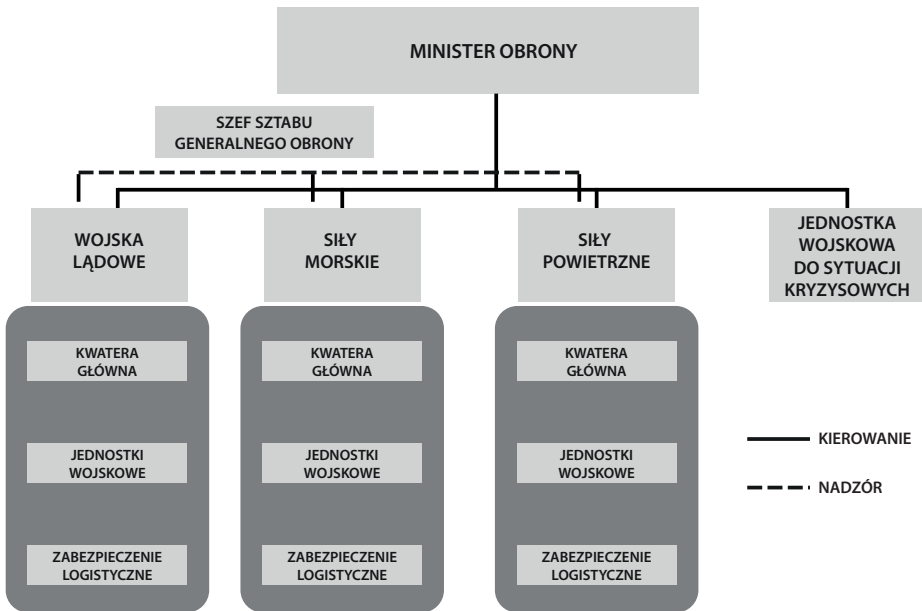 MINISTER OBRONY
SZEF SZTABU
GENERALNEGO OBRONY
WOJSKA
LĄDOWE
SIŁY
MORSKIE
SIŁY
POWIETRZNE
JEDNOSTKA
WOJSKOWA
DO SYTUACJI
KRYZYSOWYCH
KWATERA
GŁÓWNA
KWATERA
GŁÓWNA
KWATERA
GŁÓWNA
JEDNOSTKI
WOJSKOWE
JEDNOSTKI
WOJSKOWE
JEDNOSTKI
WOJSKOWE
ZABEZPIECZENIE
LOGISTYCZNE
ZABEZPIECZENIE
LOGISTYCZNE
ZABEZPIECZENIE
LOGISTYCZNE
KIEROWANIE
NADZÓR